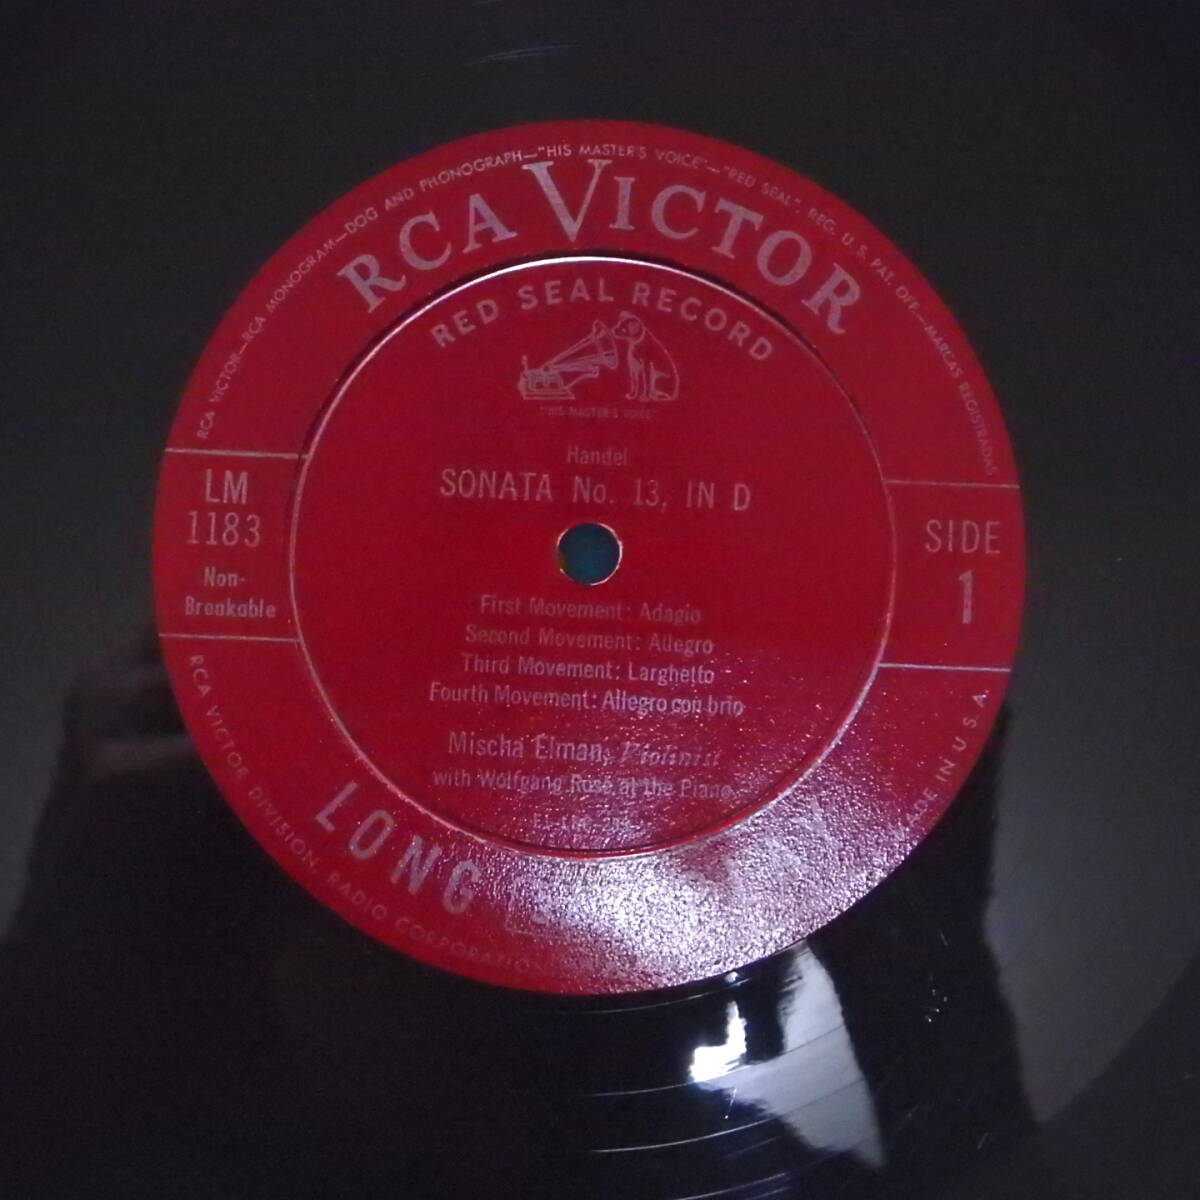 RCA VICTOR—RCA MONOGRAM—DOG AND PHONOGRAPH—"HIS MASTER'S VOICE"—"RED SEAL", REG. U. S. PAT. OFF.—MARCAS REGISTRADAS
RCA VICTOR
RED SEAL RECORD
"HIS MASTER'S VOICE"
Handel
SONATA No. 13, IN D
LM
1183
Non-
Breakable
SIDE
1
First Movement: Adagio
Second Movement: Allegro
Third Movement: Larghetto
Fourth Movement: Allegro con brio
Mischa Elman, Violinist
with Wolfgang Rosé at the Piano
LONG
RCA VICTOR DIVISION, RADIO CORPORATION
MADE IN U.S.A.